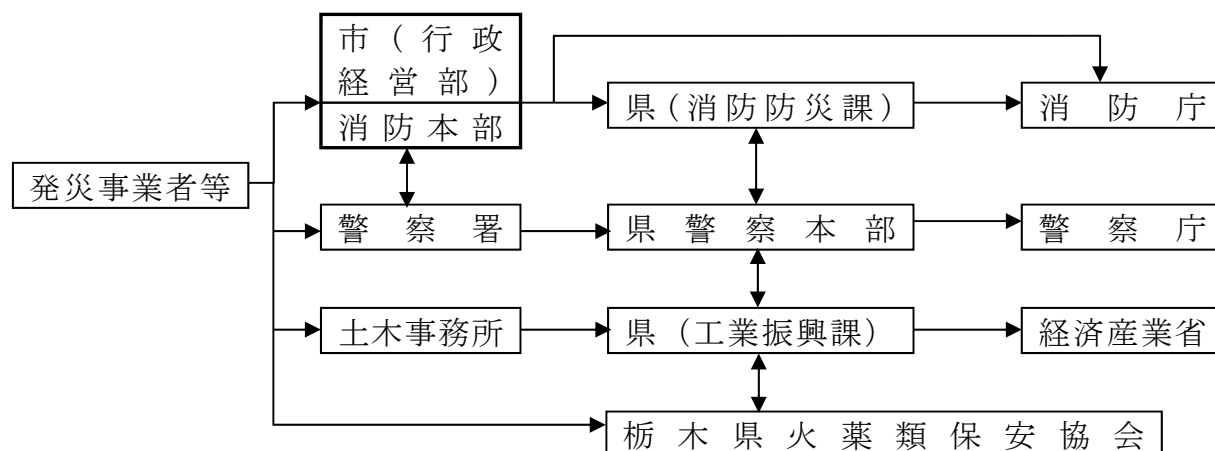 市（行政
経営部）
消防本部
県（消防防災課）
消防庁
発災事業者等
警察署
県警察本部
警察庁
土木事務所
県（工業振興課）
経済産業省
栃木県火薬類保安協会